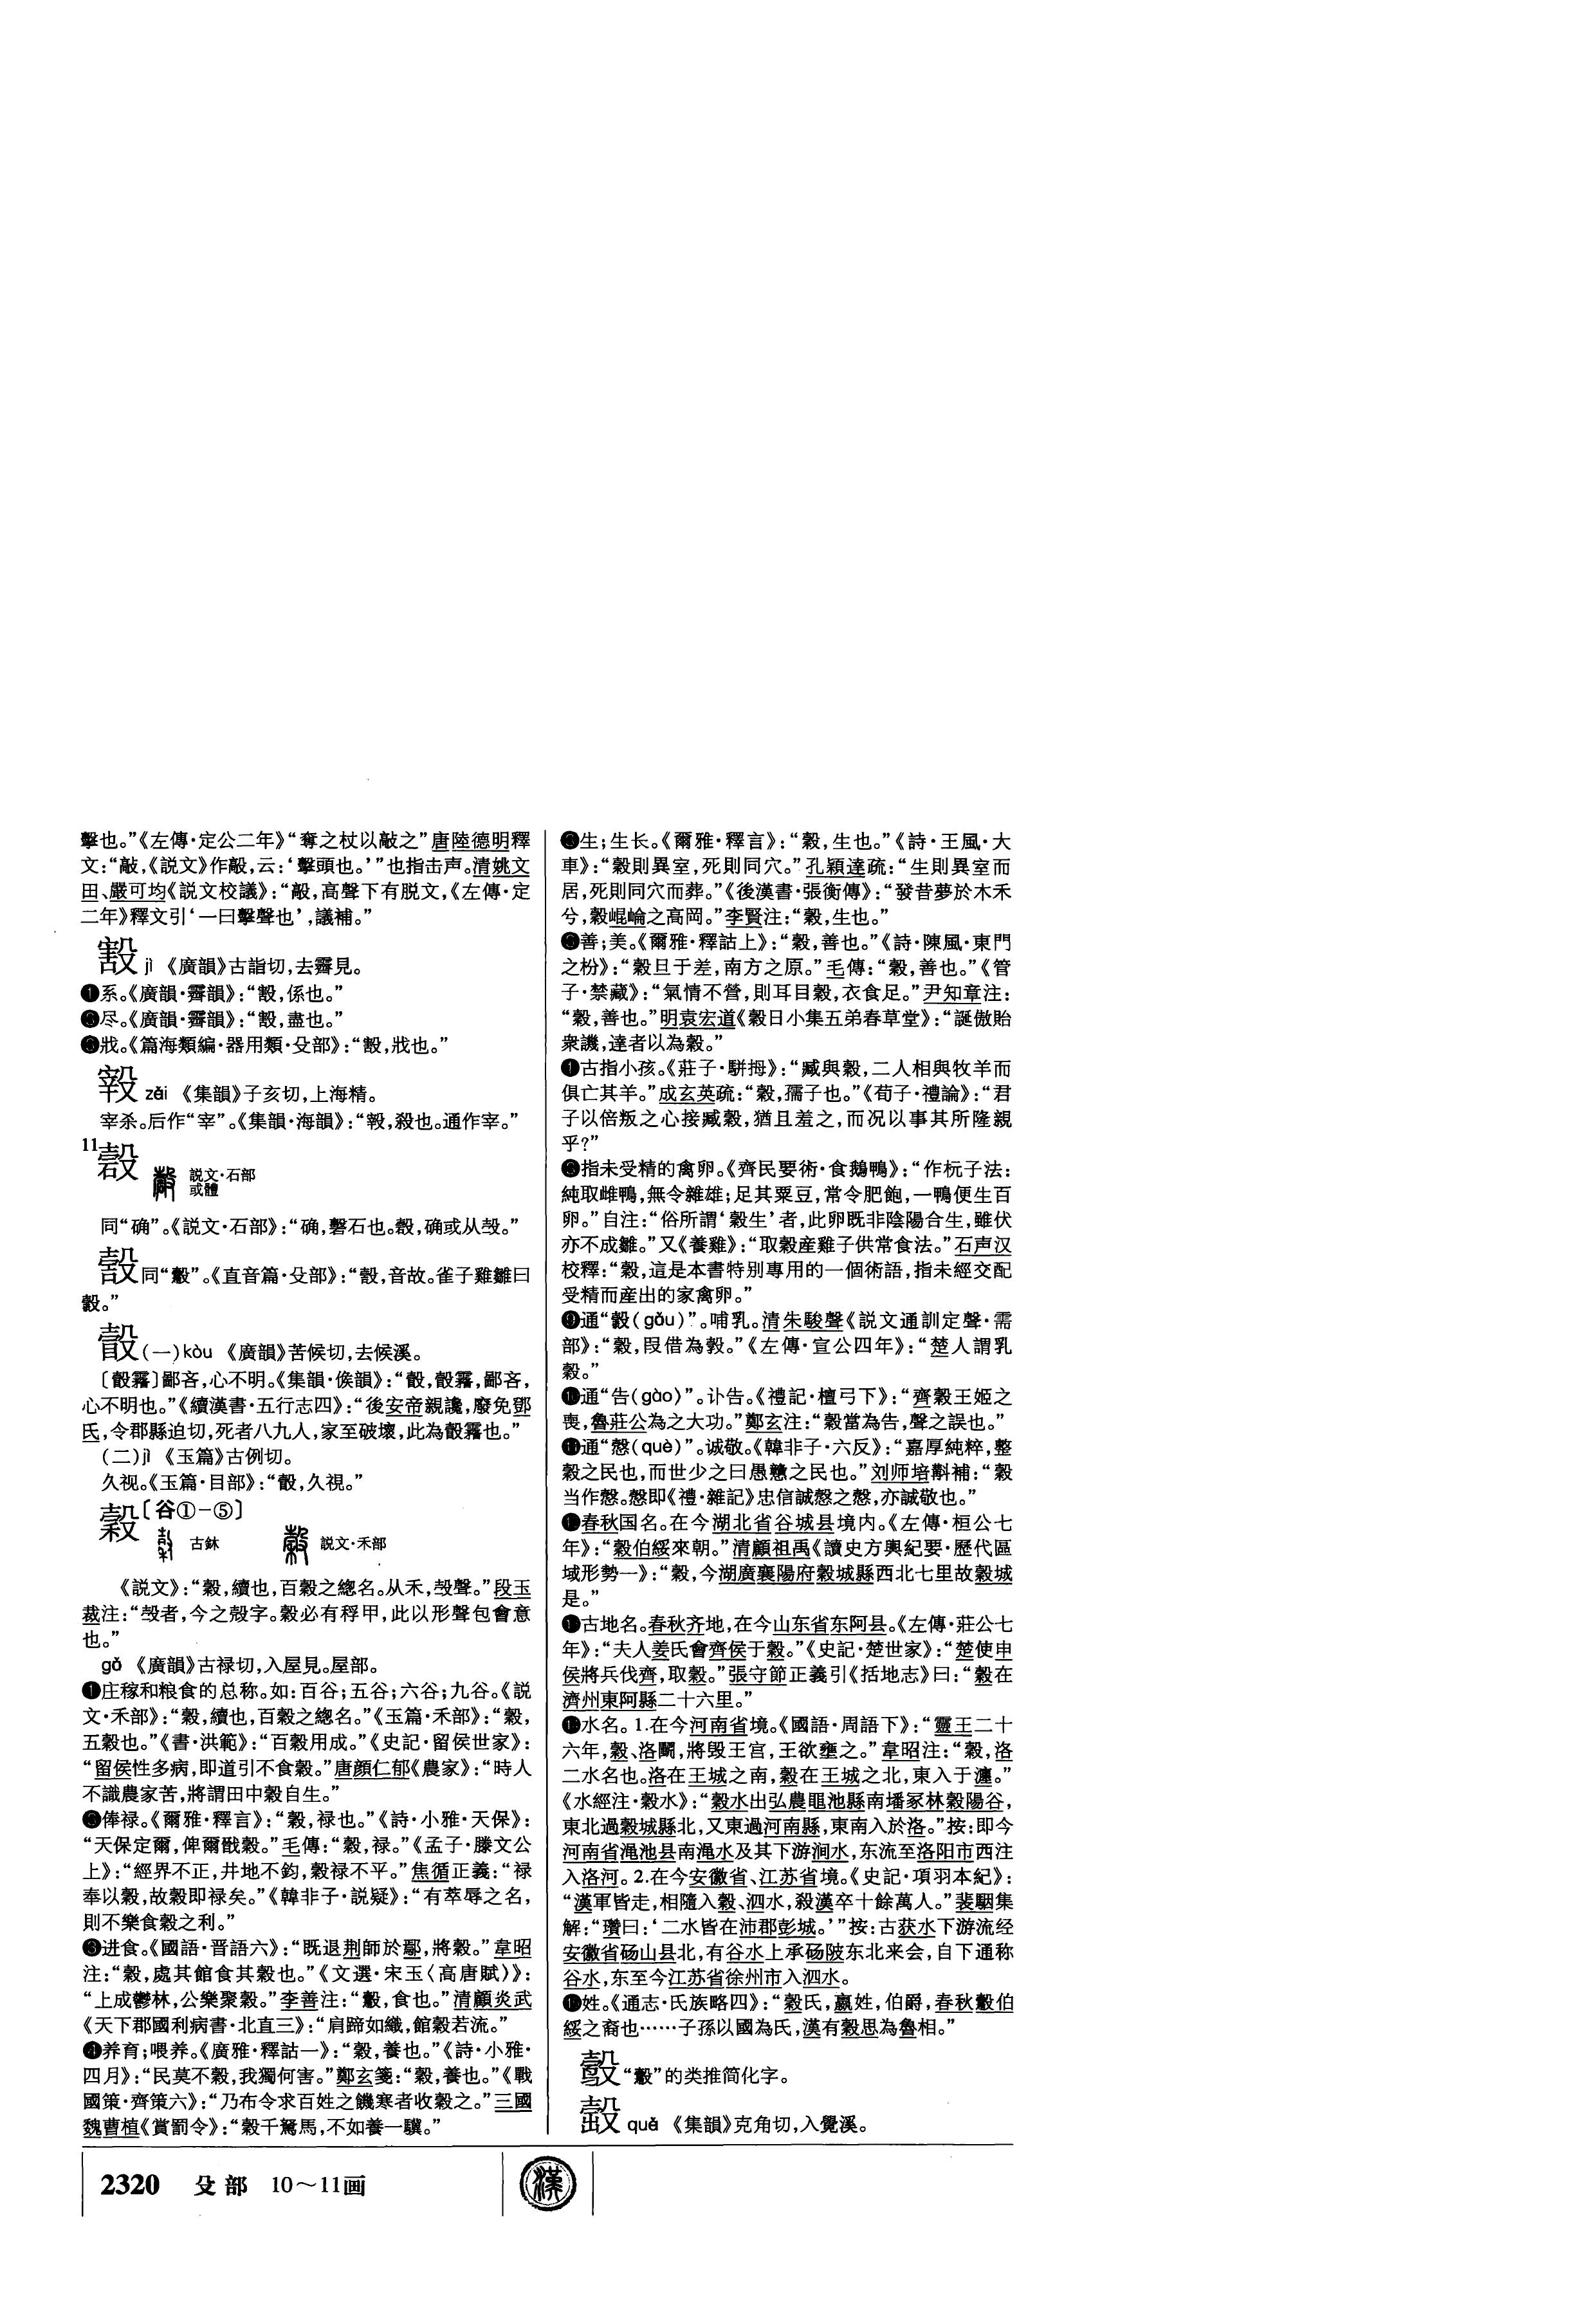 擊也。”《左傳·定公二年》“奪之杖以敲之”唐陸德明釋
文：“敲，《説文》作敲，云：‘擊頭也。’”也指击声。清姚文
田、嚴可均《説文校議》：“敲，高聲下有脱文，《左傳·定
二年》釋文引‘一曰擊聲也’，議補。”
jì 《廣韻》古詣切，去霽見。
❶系。《廣韻·霽韻》：“，係也。”
❷尽。《廣韻·霽韻》：“，盡也。”
❸戕。《篇海類編·器用類·殳部》：“，戕也。”
zǎi 《集韻》子亥切，上海精。
宰杀。后作“宰”。《集韻·海韻》：“，殺也。通作宰。”
11
説文·石部
或體
同“确”。《説文·石部》：“确，磬石也。，确或从㱿。”
同“鷇”。《直音篇·殳部》：“，音故。雀子雞雛曰
。”
（一）kòu 《廣韻》苦候切，去候溪。
〔瞉霿〕鄙吝，心不明。《集韻·𠊱韻》：“瞉，瞉霿，鄙吝，
心不明也。”《續漢書·五行志四》：“後安帝親讒，廢免鄧
氏，令郡縣迫切，死者八九人，家至破壞，此為瞉霿也。”
（二）jì 《玉篇》古例切。
久视。《玉篇·目部》：“瞉，久視。”
穀〔谷①－⑤〕
古鉢 説文·禾部
《説文》：“穀，續也，百穀之緫名。从禾，㱿聲。”段玉
裁注：“㱿者，今之殻字。穀必有稃甲，此以形聲包會意
也。”
gǔ 《廣韻》古禄切，入屋見。屋部。
❶庄稼和粮食的总称。如：百谷；五谷；六谷；九谷。《説
文·禾部》：“穀，續也，百穀之緫名。”《玉篇·禾部》：“穀，
五穀也。”《書·洪範》：“百穀用成。”《史記·留侯世家》：
“留侯性多病，即道引不食穀。”唐顔仁郁《農家》：“時人
不識農家苦，將謂田中穀自生。”
❷俸禄。《爾雅·釋言》：“穀，禄也。”《詩·小雅·天保》：
“天保定爾，俾爾戩穀。”毛傳：“穀，禄。”《孟子·滕文公
上》：“經界不正，井地不鈞，穀禄不平。”焦循正義：“禄
奉以穀，故穀即禄矣。”《韓非子·説疑》：“有萃辱之名，
則不樂食穀之利。”
❸进食。《國語·晋語六》：“既退荆師於鄢，將穀。”韋昭
注：“穀，處其館食其穀也。”《文選·宋玉〈高唐賦〉》：
“上成鬱林，公樂聚穀。”李善注：“穀，食也。”清顧炎武
《天下郡國利病書·北直三》：“肩蹄如織，館穀若流。”
❹养育；喂养。《廣雅·釋詁一》：“穀，養也。”《詩·小雅·
四月》：“民莫不穀，我獨何害。”鄭玄箋：“穀，養也。”《戰
國策·齊策六》：“乃布令求百姓之饑寒者收穀之。”三國
魏曹植《賞罰令》：“穀千駑馬，不如養一驥。”
❺生；生长。《爾雅·釋言》：“穀，生也。”《詩·王風·大
車》：“穀則異室，死則同穴。”孔穎達疏：“生則異室而
居，死則同穴而葬。”《後漢書·張衡傳》：“發昔夢於木禾
兮，穀崐崘之高岡。”李賢注：“穀，生也。”
❻善；美。《爾雅·釋詁上》：“穀，善也。”《詩·陳風·東門
之枌》：“穀旦于差，南方之原。”毛傳：“穀，善也。”《管
子·禁藏》：“氣情不營，則耳目穀，衣食足。”尹知章注：
“穀，善也。”明袁宏道《穀日小集五弟春草堂》：“誕傲貽
衆譏，達者以為穀。”
❼古指小孩。《莊子·駢拇》：“臧與穀，二人相與牧羊而
俱亡其羊。”成玄英疏：“穀，孺子也。”《荀子·禮論》：“君
子以倍叛之心接臧穀，猶且羞之，而况以事其所隆親
乎？”
❽指未受精的禽卵。《齊民要術·食鵝鴨》：“作杬子法：
純取雌鴨，無令雜雄；足其粟豆，常令肥飽，一鴨便生百
卵。”自注：“俗所謂‘穀生’者，此卵既非陰陽合生，雖伏
亦不成雛。”又《養雞》：“取穀産雞子供常食法。”石声汉
校釋：“穀，這是本書特别專用的一個術語，指未經交配
受精而産出的家禽卵。”
❾通“㝅（gǒu）”。哺乳。清朱駿聲《説文通訓定聲·需
部》：“穀，叚借為㝅。”《左傳·宣公四年》：“楚人謂乳
穀。”
❿通“告（gào）”。讣告。《禮記·檀弓下》：“齊穀王姬之
喪，魯莊公為之大功。”鄭玄注：“穀當為告，聲之誤也。”
⓫通“愨（què）”。诚敬。《韓非子·六反》：“嘉厚純粹，整
穀之民也，而世少之曰愚戇之民也。”刘师培斠補：“穀
当作愨。愨即《禮·雜記》忠信誠愨之愨，亦誠敬也。”
⓬春秋国名。在今湖北省谷城县境内。《左傳·桓公七
年》：“穀伯綏來朝。”清顧祖禹《讀史方輿紀要·歷代區
域形勢一》：“穀，今湖廣襄陽府穀城縣西北七里故穀城
是。”
⓭古地名。春秋齐地，在今山东省东阿县。《左傳·莊公七
年》：“夫人姜氏會齊侯于穀。”《史記·楚世家》：“楚使申
侯將兵伐齊，取穀。”張守節正義引《括地志》曰：“穀在
濟州東阿縣二十六里。”
⓮水名。1.在今河南省境。《國語·周語下》：“靈王二十
六年，穀、洛鬭，將毁王宫，王欲壅之。”韋昭注：“穀，洛
二水名也。洛在王城之南，穀在王城之北，東入于瀍。”
《水經注·穀水》：“穀水出弘農黽池縣南墦冢林穀陽谷，
東北過穀城縣北，又東過河南縣，東南入於洛。”按：即今
河南省渑池县南渑水及其下游涧水，东流至洛阳市西注
入洛河。2.在今安徽省、江苏省境。《史記·項羽本紀》：
“漢軍皆走，相隨入穀、泗水，殺漢卒十餘萬人。”裴駰集
解：“瓚曰：‘二水皆在沛郡彭城。’”按：古获水下游流经
安徽省砀山县北，有谷水上承砀陂东北来会，自下通称
谷水，东至今江苏省徐州市入泗水。
⓯姓。《通志·氏族略四》：“穀氏，嬴姓，伯爵，春秋穀伯
綏之裔也……子孫以國為氏，漢有穀思為魯相。”
“鷇”的类推简化字。
què 《集韻》克角切，入覺溪。
2320 殳部 10～11画
漢